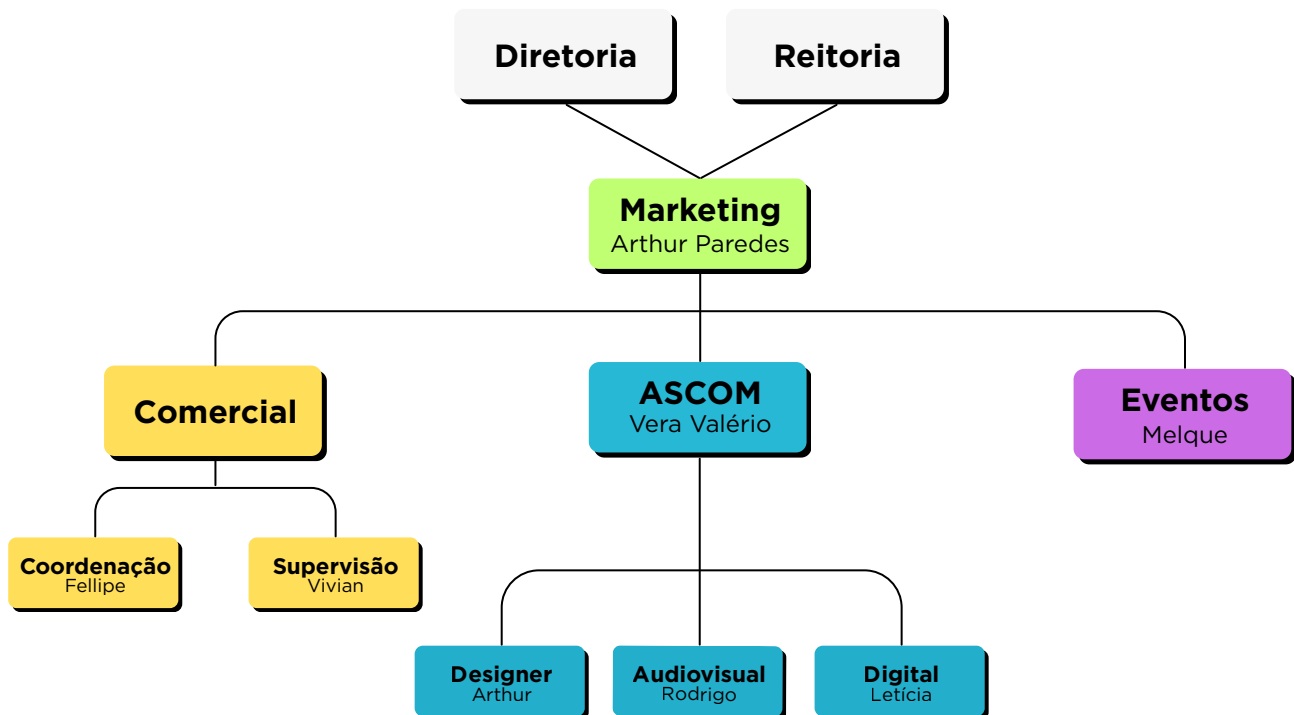 Diretoria
Reitoria
Marketing
Arthur Paredes
Comercial
ASCOM
Vera Valério
Eventos
Melque
Coordenação
Fellipe
Supervisão
Vivian
Designer
Arthur
Audiovisual
Rodrigo
Digital
Letícia